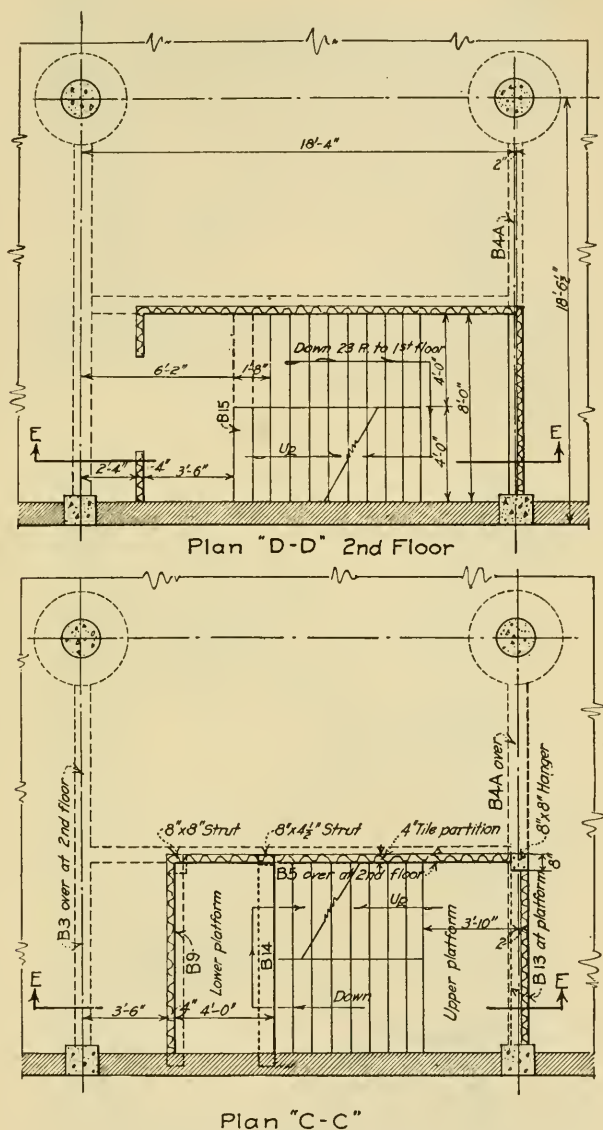 18'-4"
2"
B4A
18'-6½"
Down 23 R. to 1st floor
6'-2"
1'-8"
4'-0"
8'-0"
B15
E
Up
4'-0"
E
2'-4"
4"
3'-6"
Plan "D-D" 2nd Floor
B3 over at 2nd floor
B4A over
8"x8" Hanger
8"x8" Strut
8"x4½" Strut
4" Tile partition
8"
B5 over at 2nd floor
Up
B9
Lower platform
B14
Upper platform
3'-10"
2"
B13 at platform
E
Down
E
3'-6"
4"
4'-0"
Plan "C-C"